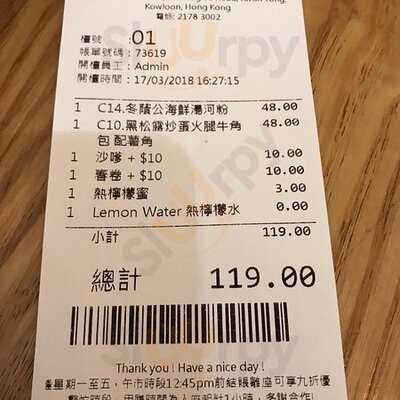 Kowloon, Hong Kong
電話: 2178 3002
檯號 : 01
帳單號碼 : 73619
開檯員工 : Admin
開檯時間 : 17/03/2018 16:27:15
1 C14.冬蔭公海鮮湯河粉 48.00
1 C10.黑松露炒蛋火腿牛角 48.00
包 配薯角
1 沙嗲 + $10 10.00
1 春卷 + $10 10.00
1 熱檸檬蜜 3.00
1 Lemon Water 熱檸檬水 0.00
小計 119.00
總計 119.00
Thank you ! Have a nice day !
逢星期一至五，午市時段12:45pm前結賬離座可享九折優